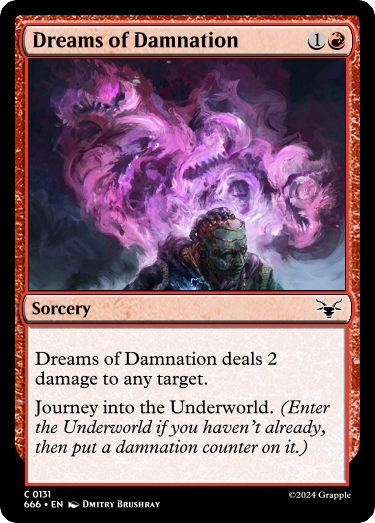 Dreams of Damnation 1
Sorcery
Dreams of Damnation deals 2
damage to any target.
Journey into the Underworld. (Enter
the Underworld if you haven't already,
then put a damnation counter on it.)
C 0131
666 • EN Dmitry Brushray
©2024 Grapple